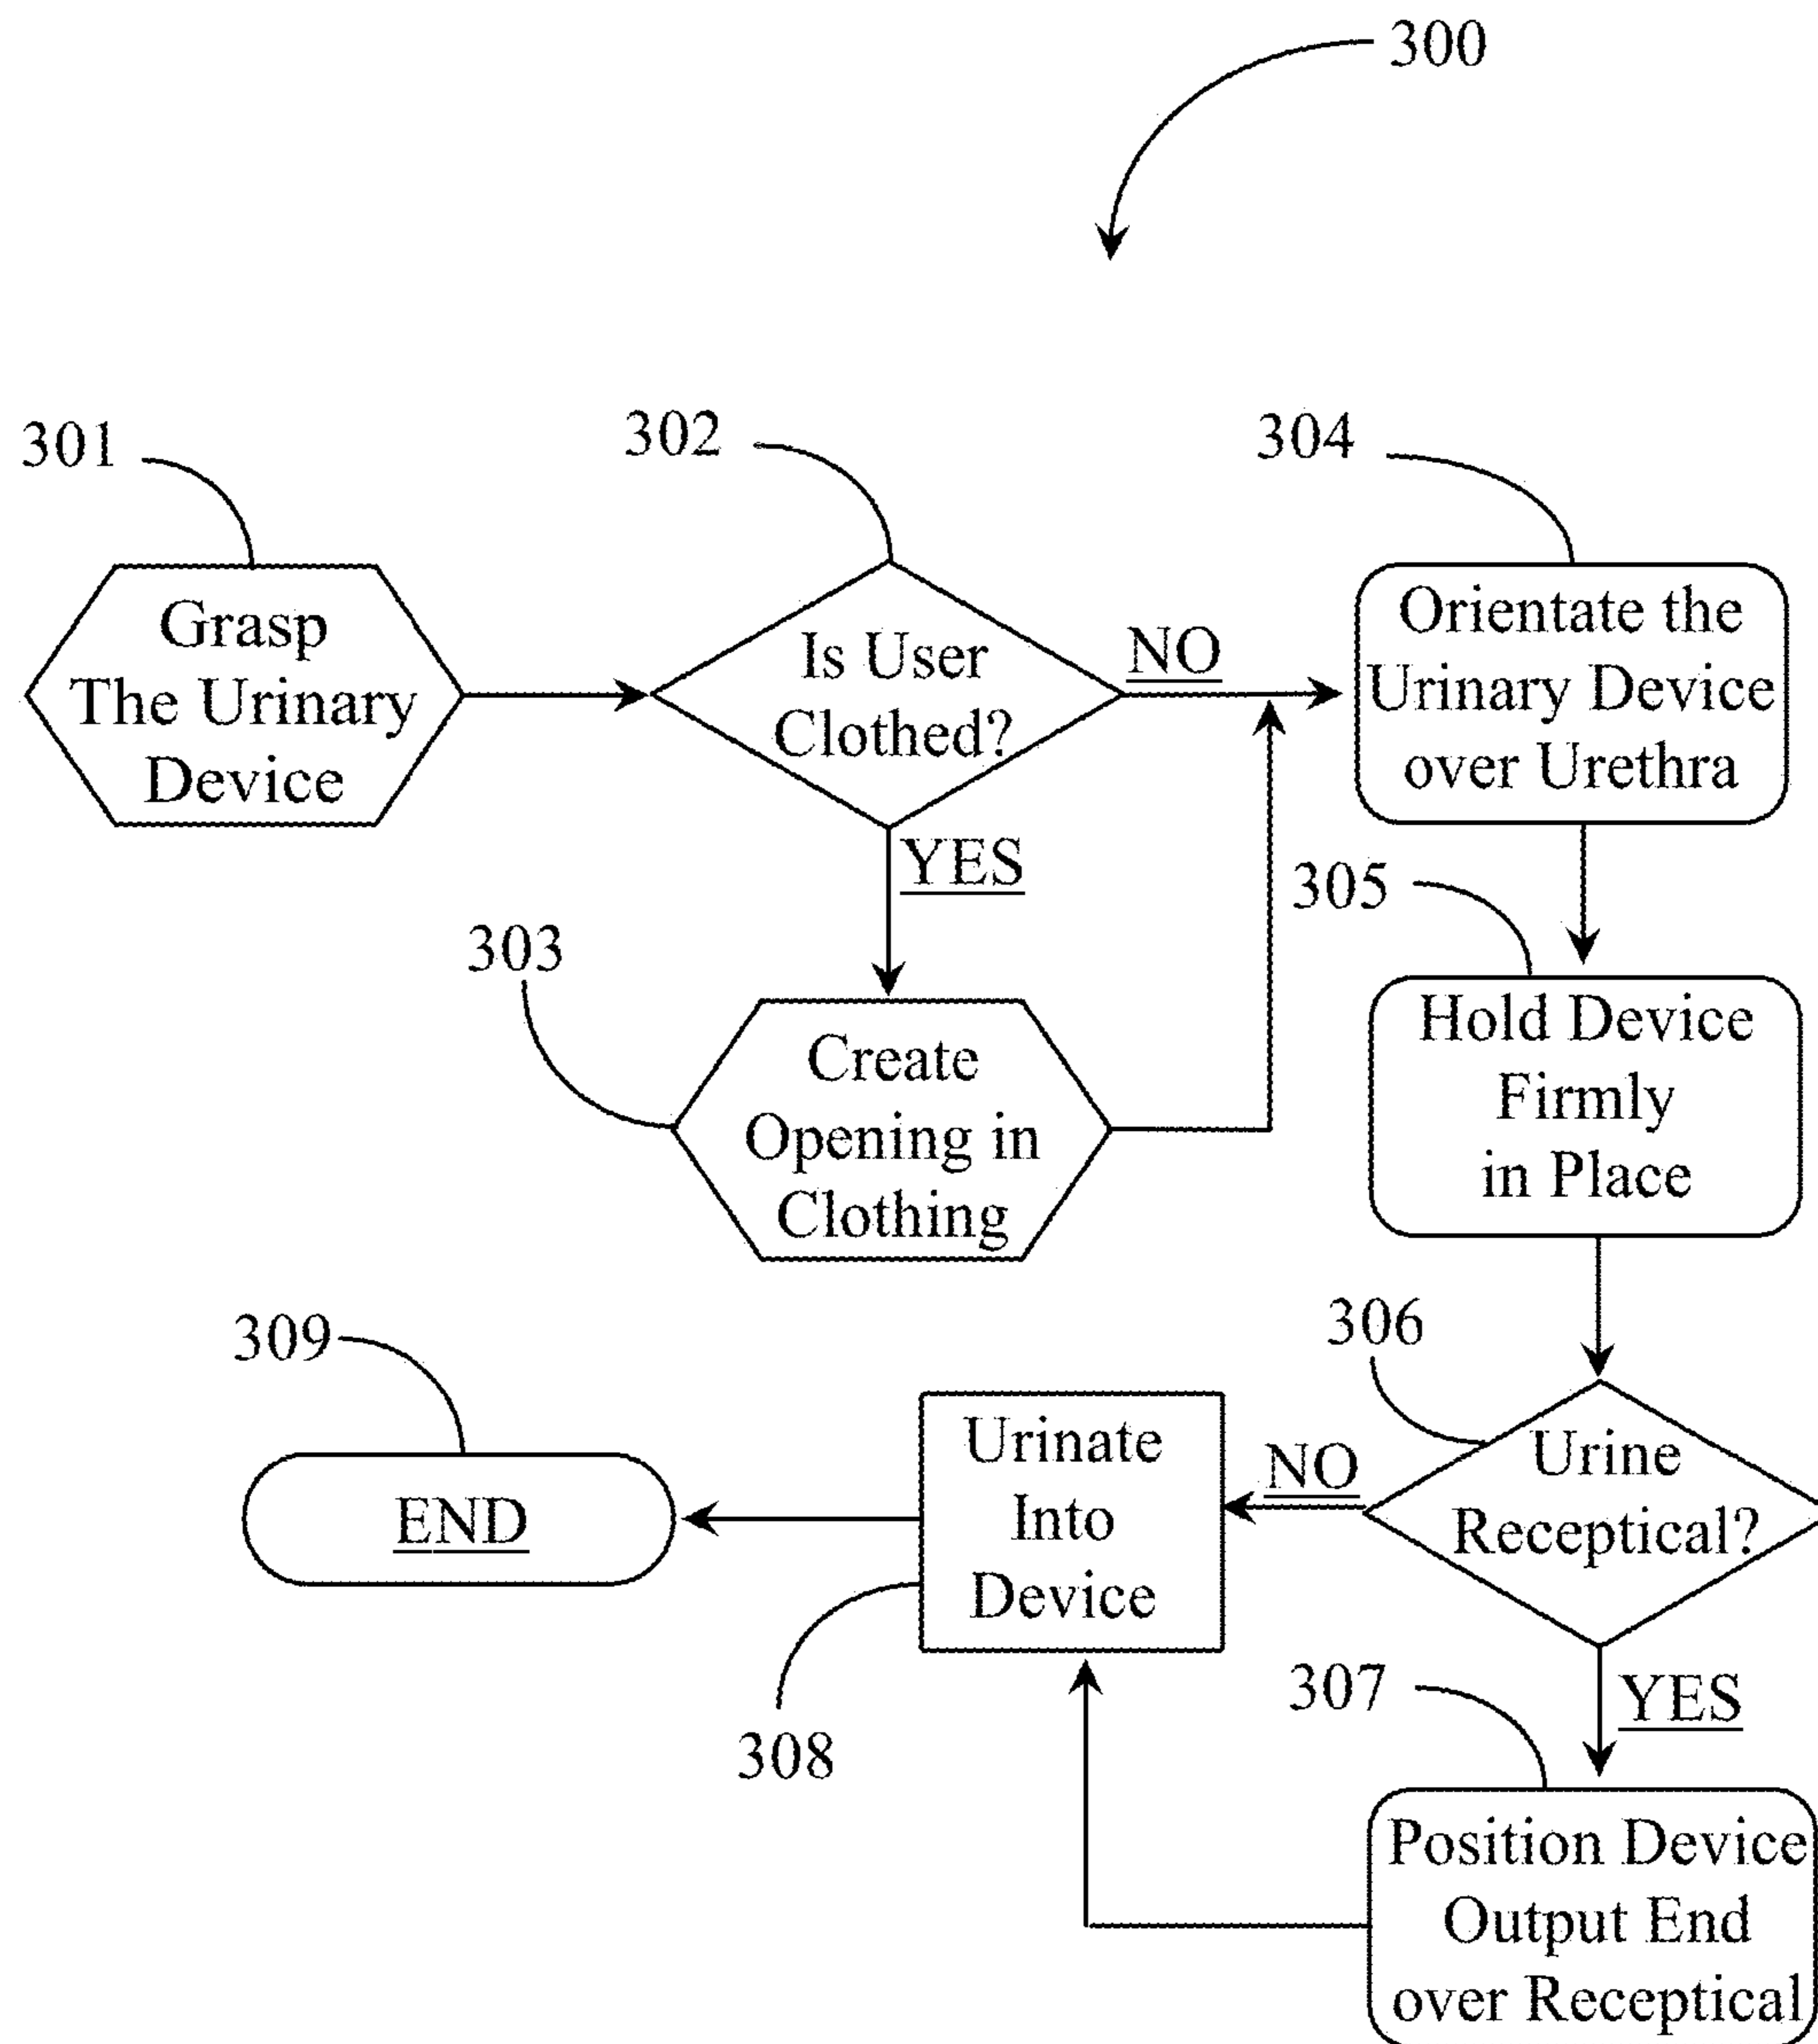 300
301
302
304
Grasp
The Urinary
Device
Is User
Clothed?
NO
Orientate the
Urinary Device
over Urethra
YES
305
303
Create
Opening in
Clothing
Hold Device
Firmly
in Place
309
306
END
Urinate
Into
Device
NO
Urine
Receptical?
308
307
YES
Position Device
Output End
over Receptical